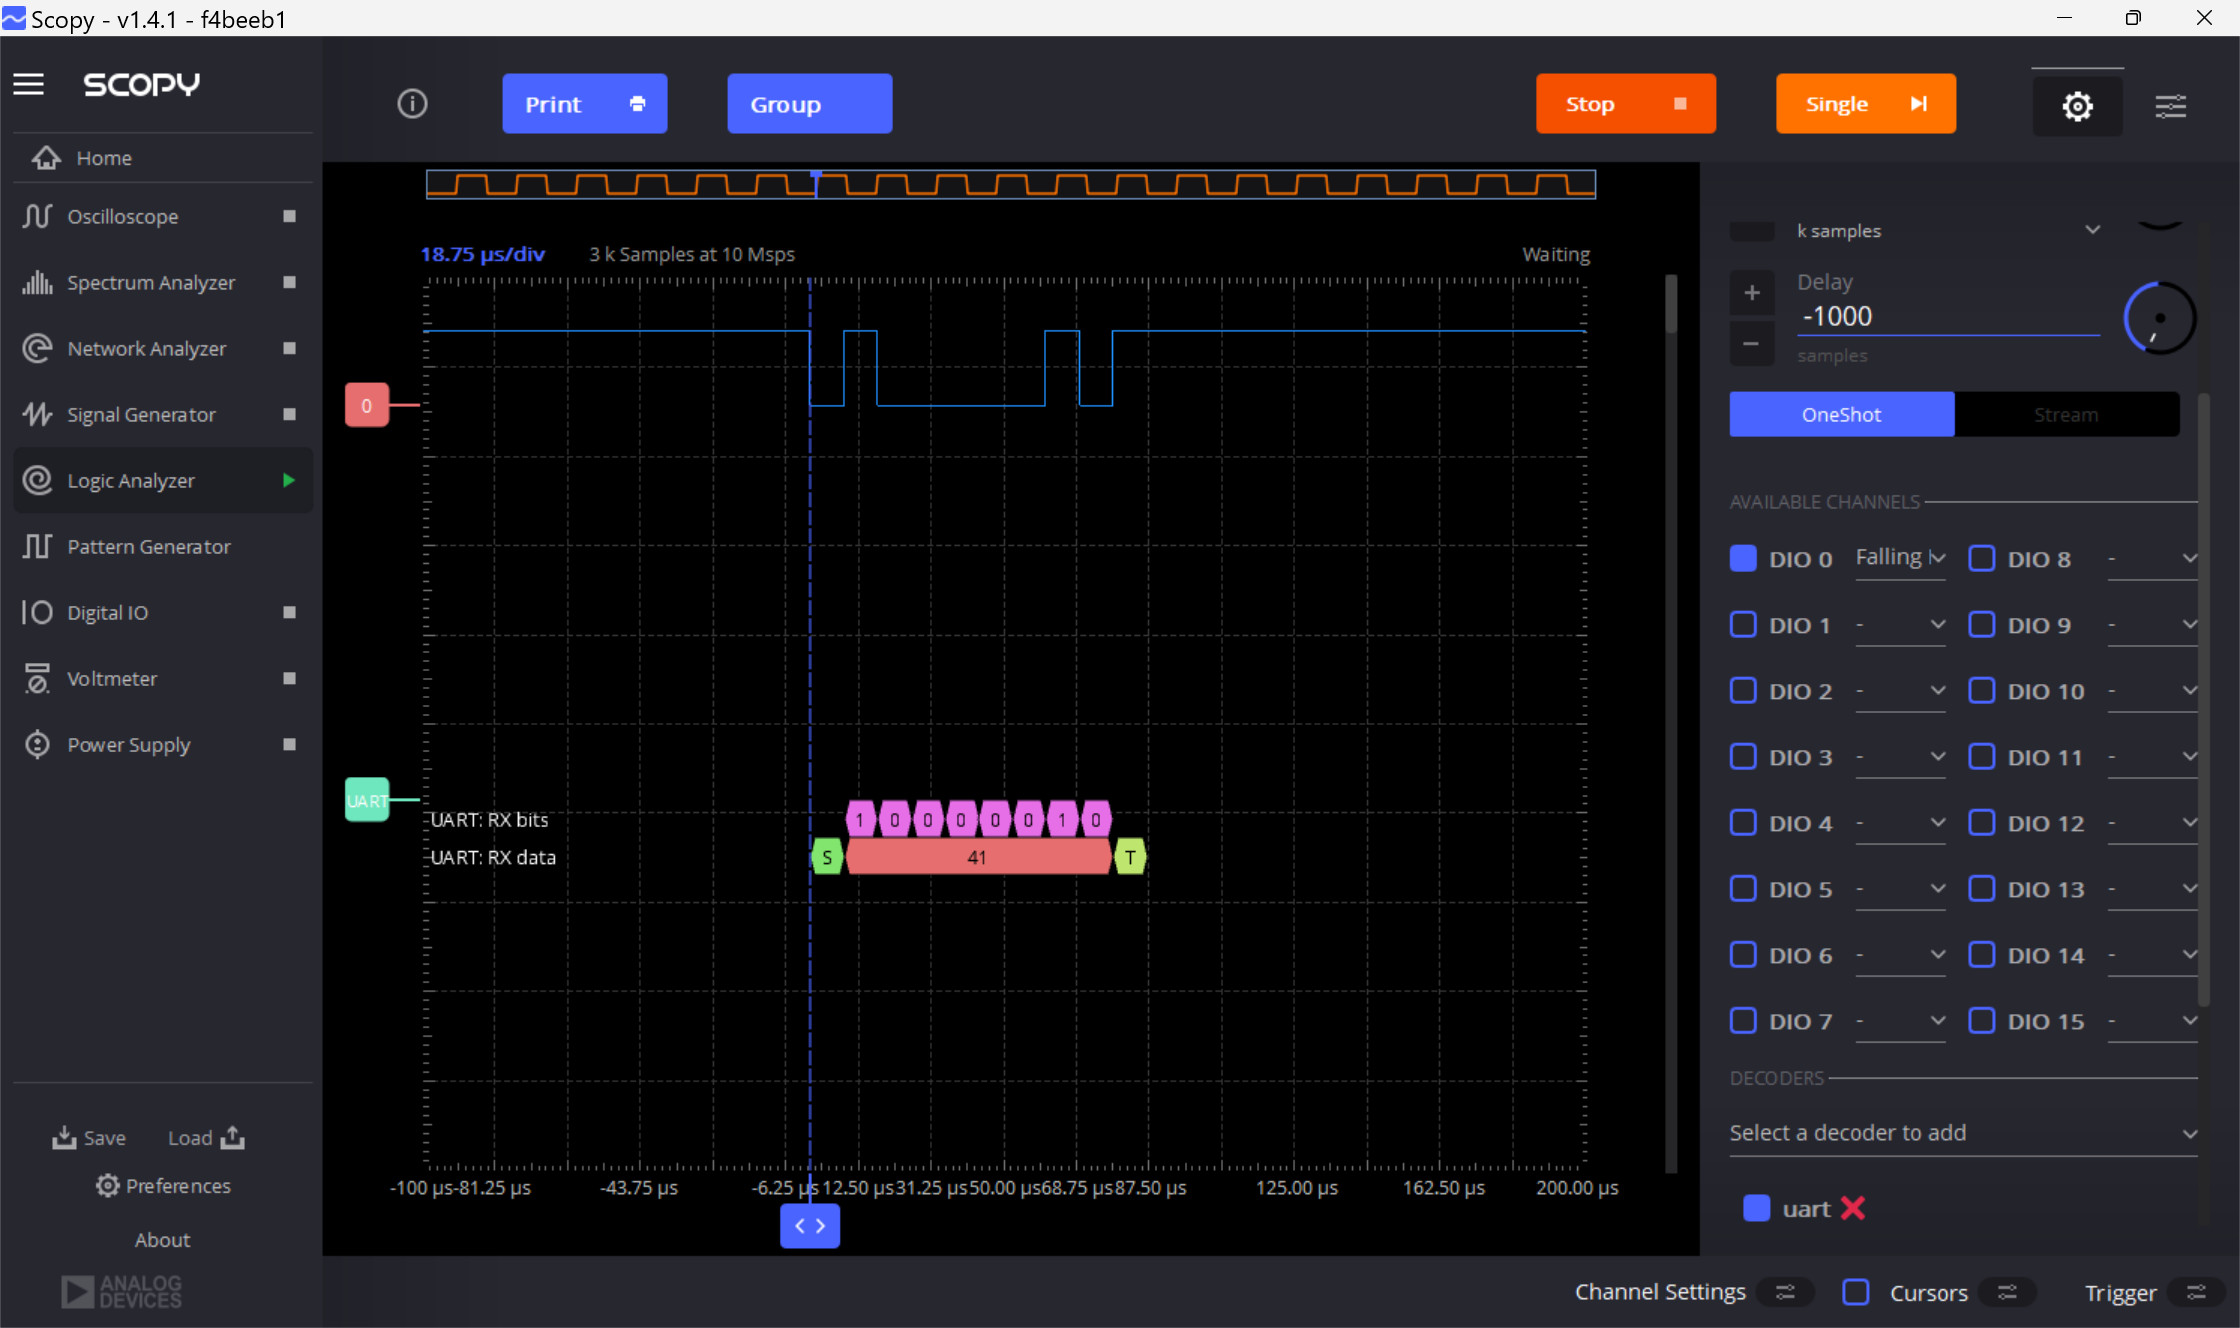 Scopy - v1.4.1 - f4beeb1
SCOPY
Print
Group
Stop
Single
Home
Oscilloscope
Spectrum Analyzer
Network Analyzer
Signal Generator
Logic Analyzer
Pattern Generator
Digital IO
Voltmeter
Power Supply
Save
Load
Preferences
About
ANALOG
DEVICES
18.75 µs/div
3 k Samples at 10 Msps
Waiting
0
UART
UART: RX bits
1 0 0 0 0 0 1 0
UART: RX data
S 41 T
-100 µs -81.25 µs -43.75 µs -6.25 µs 12.50 µs 31.25 µs 50.00 µs 68.75 µs 87.50 µs 125.00 µs 162.50 µs 200.00 µs
k samples
Delay
-1000
samples
OneShot
Stream
AVAILABLE CHANNELS
DIO 0 Falling DIO 8 -
DIO 1 - DIO 9 -
DIO 2 - DIO 10 -
DIO 3 - DIO 11 -
DIO 4 - DIO 12 -
DIO 5 - DIO 13 -
DIO 6 - DIO 14 -
DIO 7 - DIO 15 -
DECODERS
Select a decoder to add
uart
Channel Settings
Cursors
Trigger